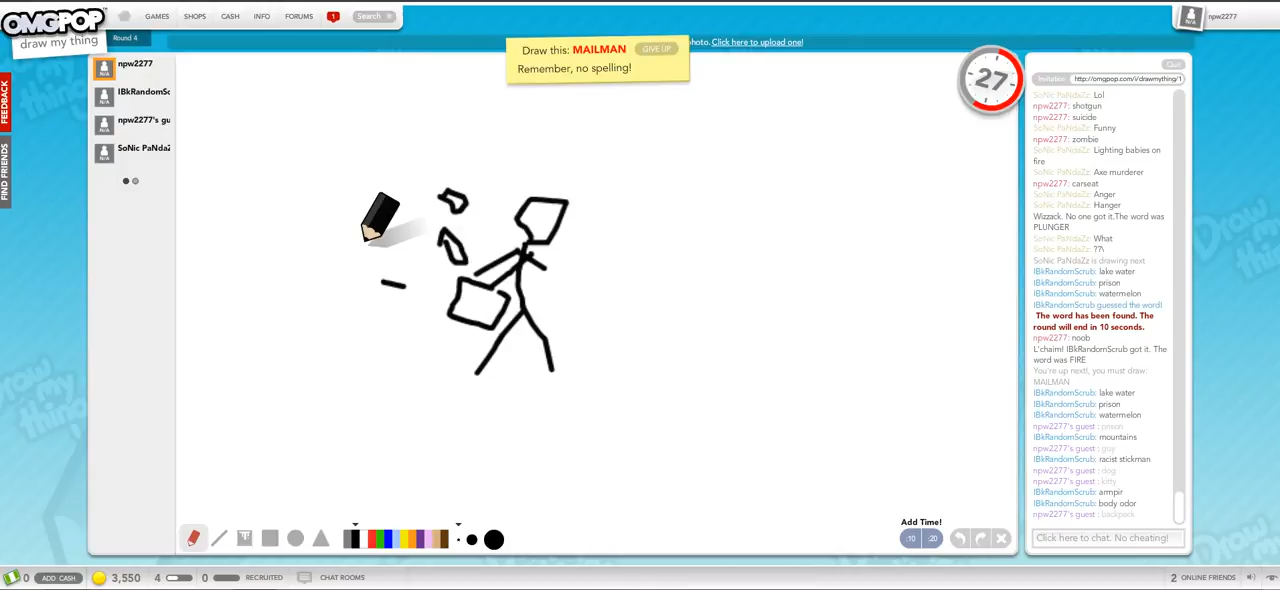 OMGPOP
draw my thing
GAMES
SHOPS
CASH
INFO
FORUMS
1
Search
npw2277
Round 4
photo. Click here to upload one!
Draw this: MAILMAN
GIVE UP
Remember, no spelling!
27
FEEDBACK
FIND FRIENDS
N/A npw2277
N/A IBkRandomSc
N/A npw2277's gu
N/A SoNic PaNdaZ
Quit
Invitation: http://omgpop.com/i/drawmything/1
SoNic PaNdaZz: Lol
npw2277: shotgun
npw2277: suicide
SoNic PaNdaZz: Funny
npw2277: zombie
SoNic PaNdaZz: Lighting babies on
fire
SoNic PaNdaZz: Axe murderer
npw2277: carseat
SoNic PaNdaZz: Anger
SoNic PaNdaZz: Hanger
Wizzack. No one got it.The word was
PLUNGER
SoNic PaNdaZz: What
SoNic PaNdaZz: ??\
SoNic PaNdaZz is drawing next
IBkRandomScrub: lake water
IBkRandomScrub: prison
IBkRandomScrub: watermelon
IBkRandomScrub guessed the word!
The word has been found. The
round will end in 10 seconds.
npw2277: noob
L'chaim! IBkRandomScrub got it. The
word was FIRE
You're up next!, you must draw:
MAILMAN
IBkRandomScrub: lake water
IBkRandomScrub: prison
IBkRandomScrub: watermelon
npw2277's guest : prison
IBkRandomScrub: mountains
npw2277's guest : guy
IBkRandomScrub: racist stickman
npw2277's guest : dog
npw2277's guest : kitty
IBkRandomScrub: armpir
IBkRandomScrub: body odor
npw2277's guest : backpack
Click here to chat. No cheating!
Add Time!
:10
:20
0
ADD CASH
3,550
4
0
RECRUITED
CHAT ROOMS
2 ONLINE FRIENDS